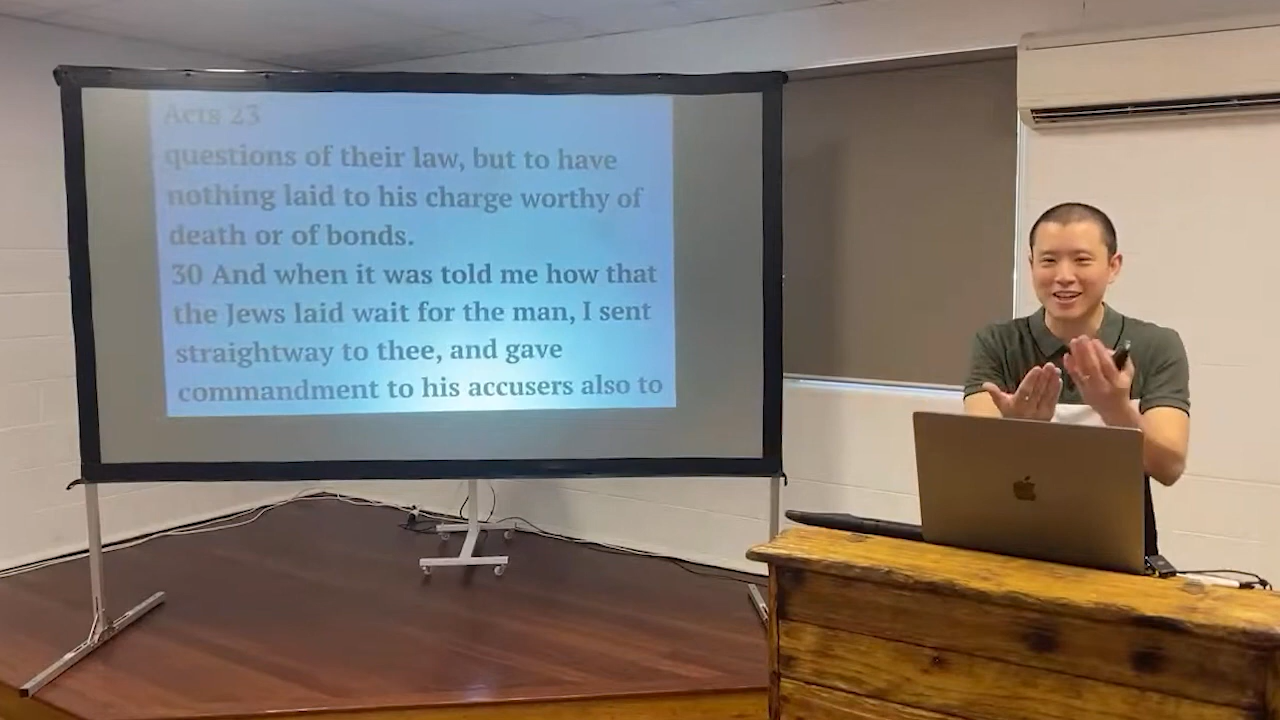 Acts 23
questions of their law, but to have
nothing laid to his charge worthy of
death or of bonds.
30 And when it was told me how that
the Jews laid wait for the man, I sent
straightway to thee, and gave
commandment to his accusers also to